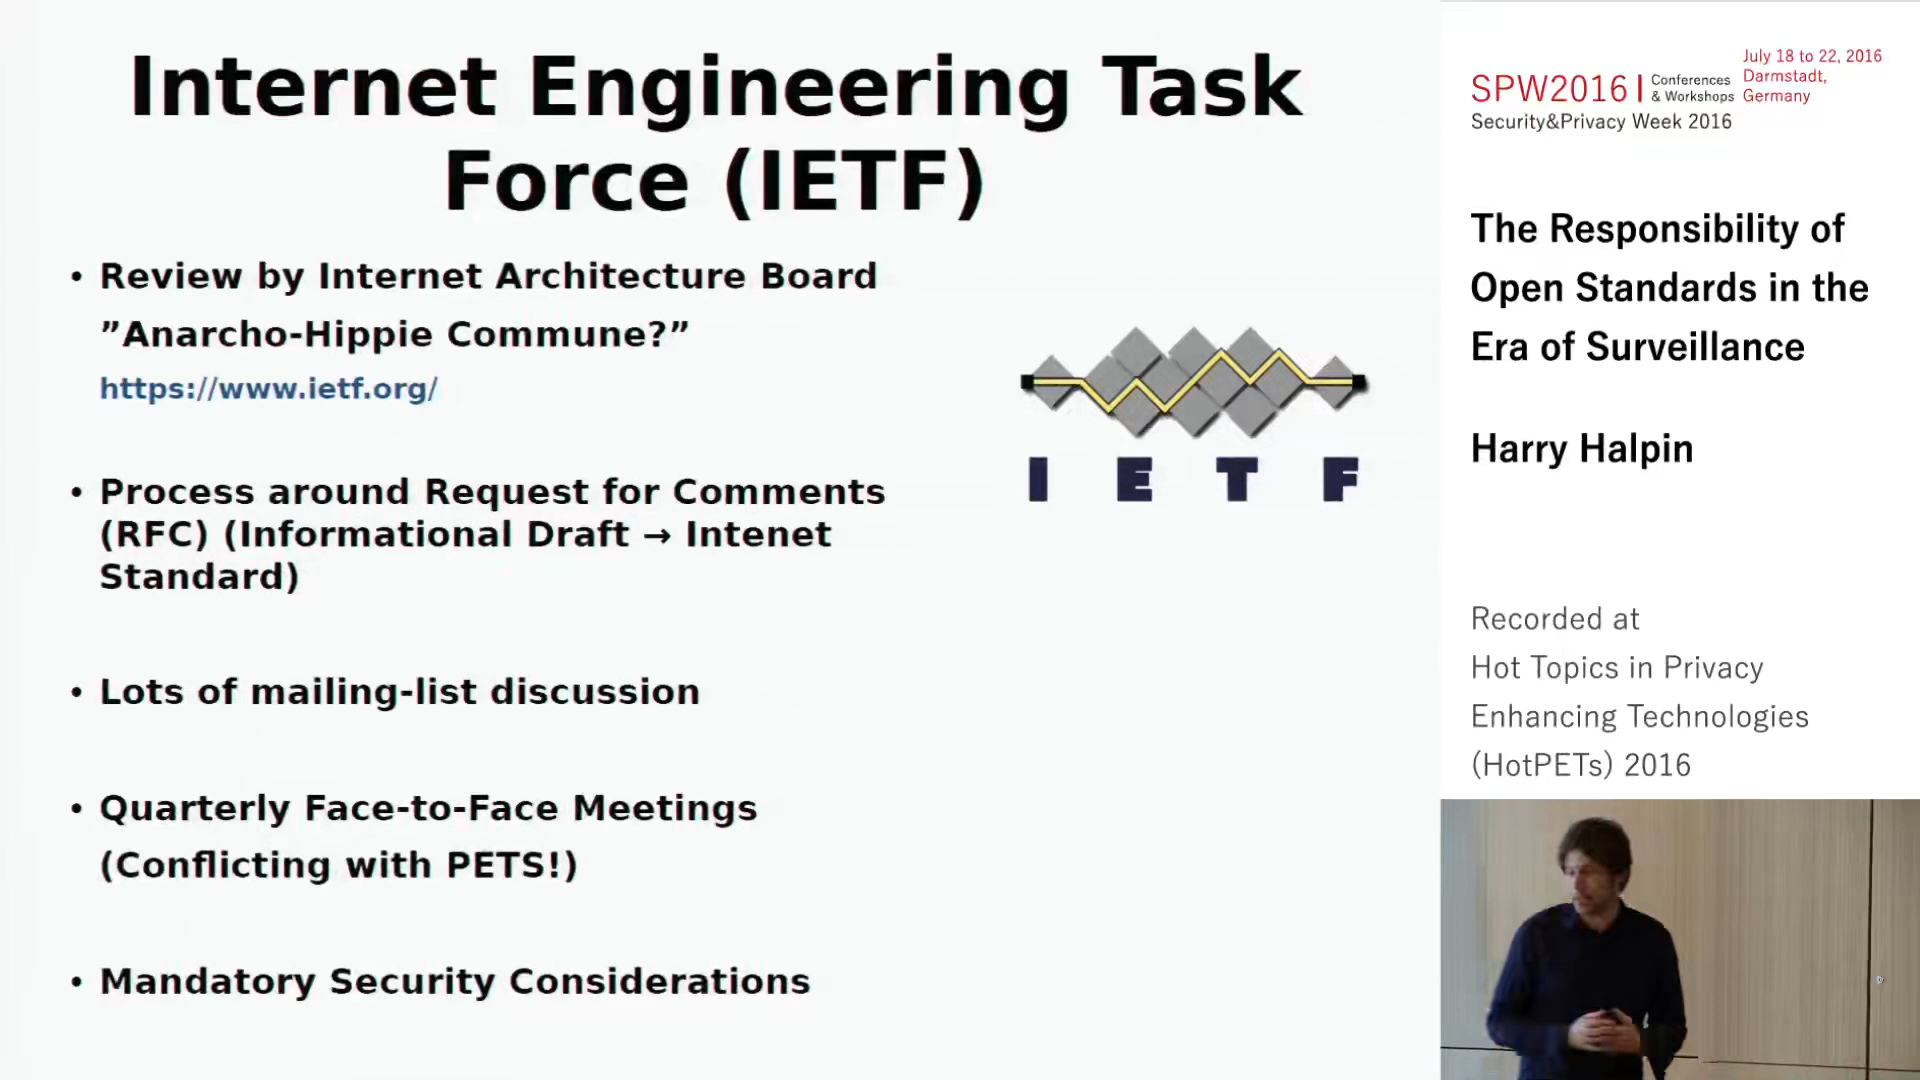 Internet Engineering Task
Force (IETF)
• Review by Internet Architecture Board
”Anarcho-Hippie Commune?”
https://www.ietf.org/
• Process around Request for Comments
(RFC) (Informational Draft → Intenet
Standard)
• Lots of mailing-list discussion
• Quarterly Face-to-Face Meetings
(Conflicting with PETS!)
• Mandatory Security Considerations
I E T F
SPW2016 | Conferences & Workshops
July 18 to 22, 2016
Darmstadt,
Germany
Security&Privacy Week 2016
The Responsibility of
Open Standards in the
Era of Surveillance
Harry Halpin
Recorded at
Hot Topics in Privacy
Enhancing Technologies
(HotPETs) 2016